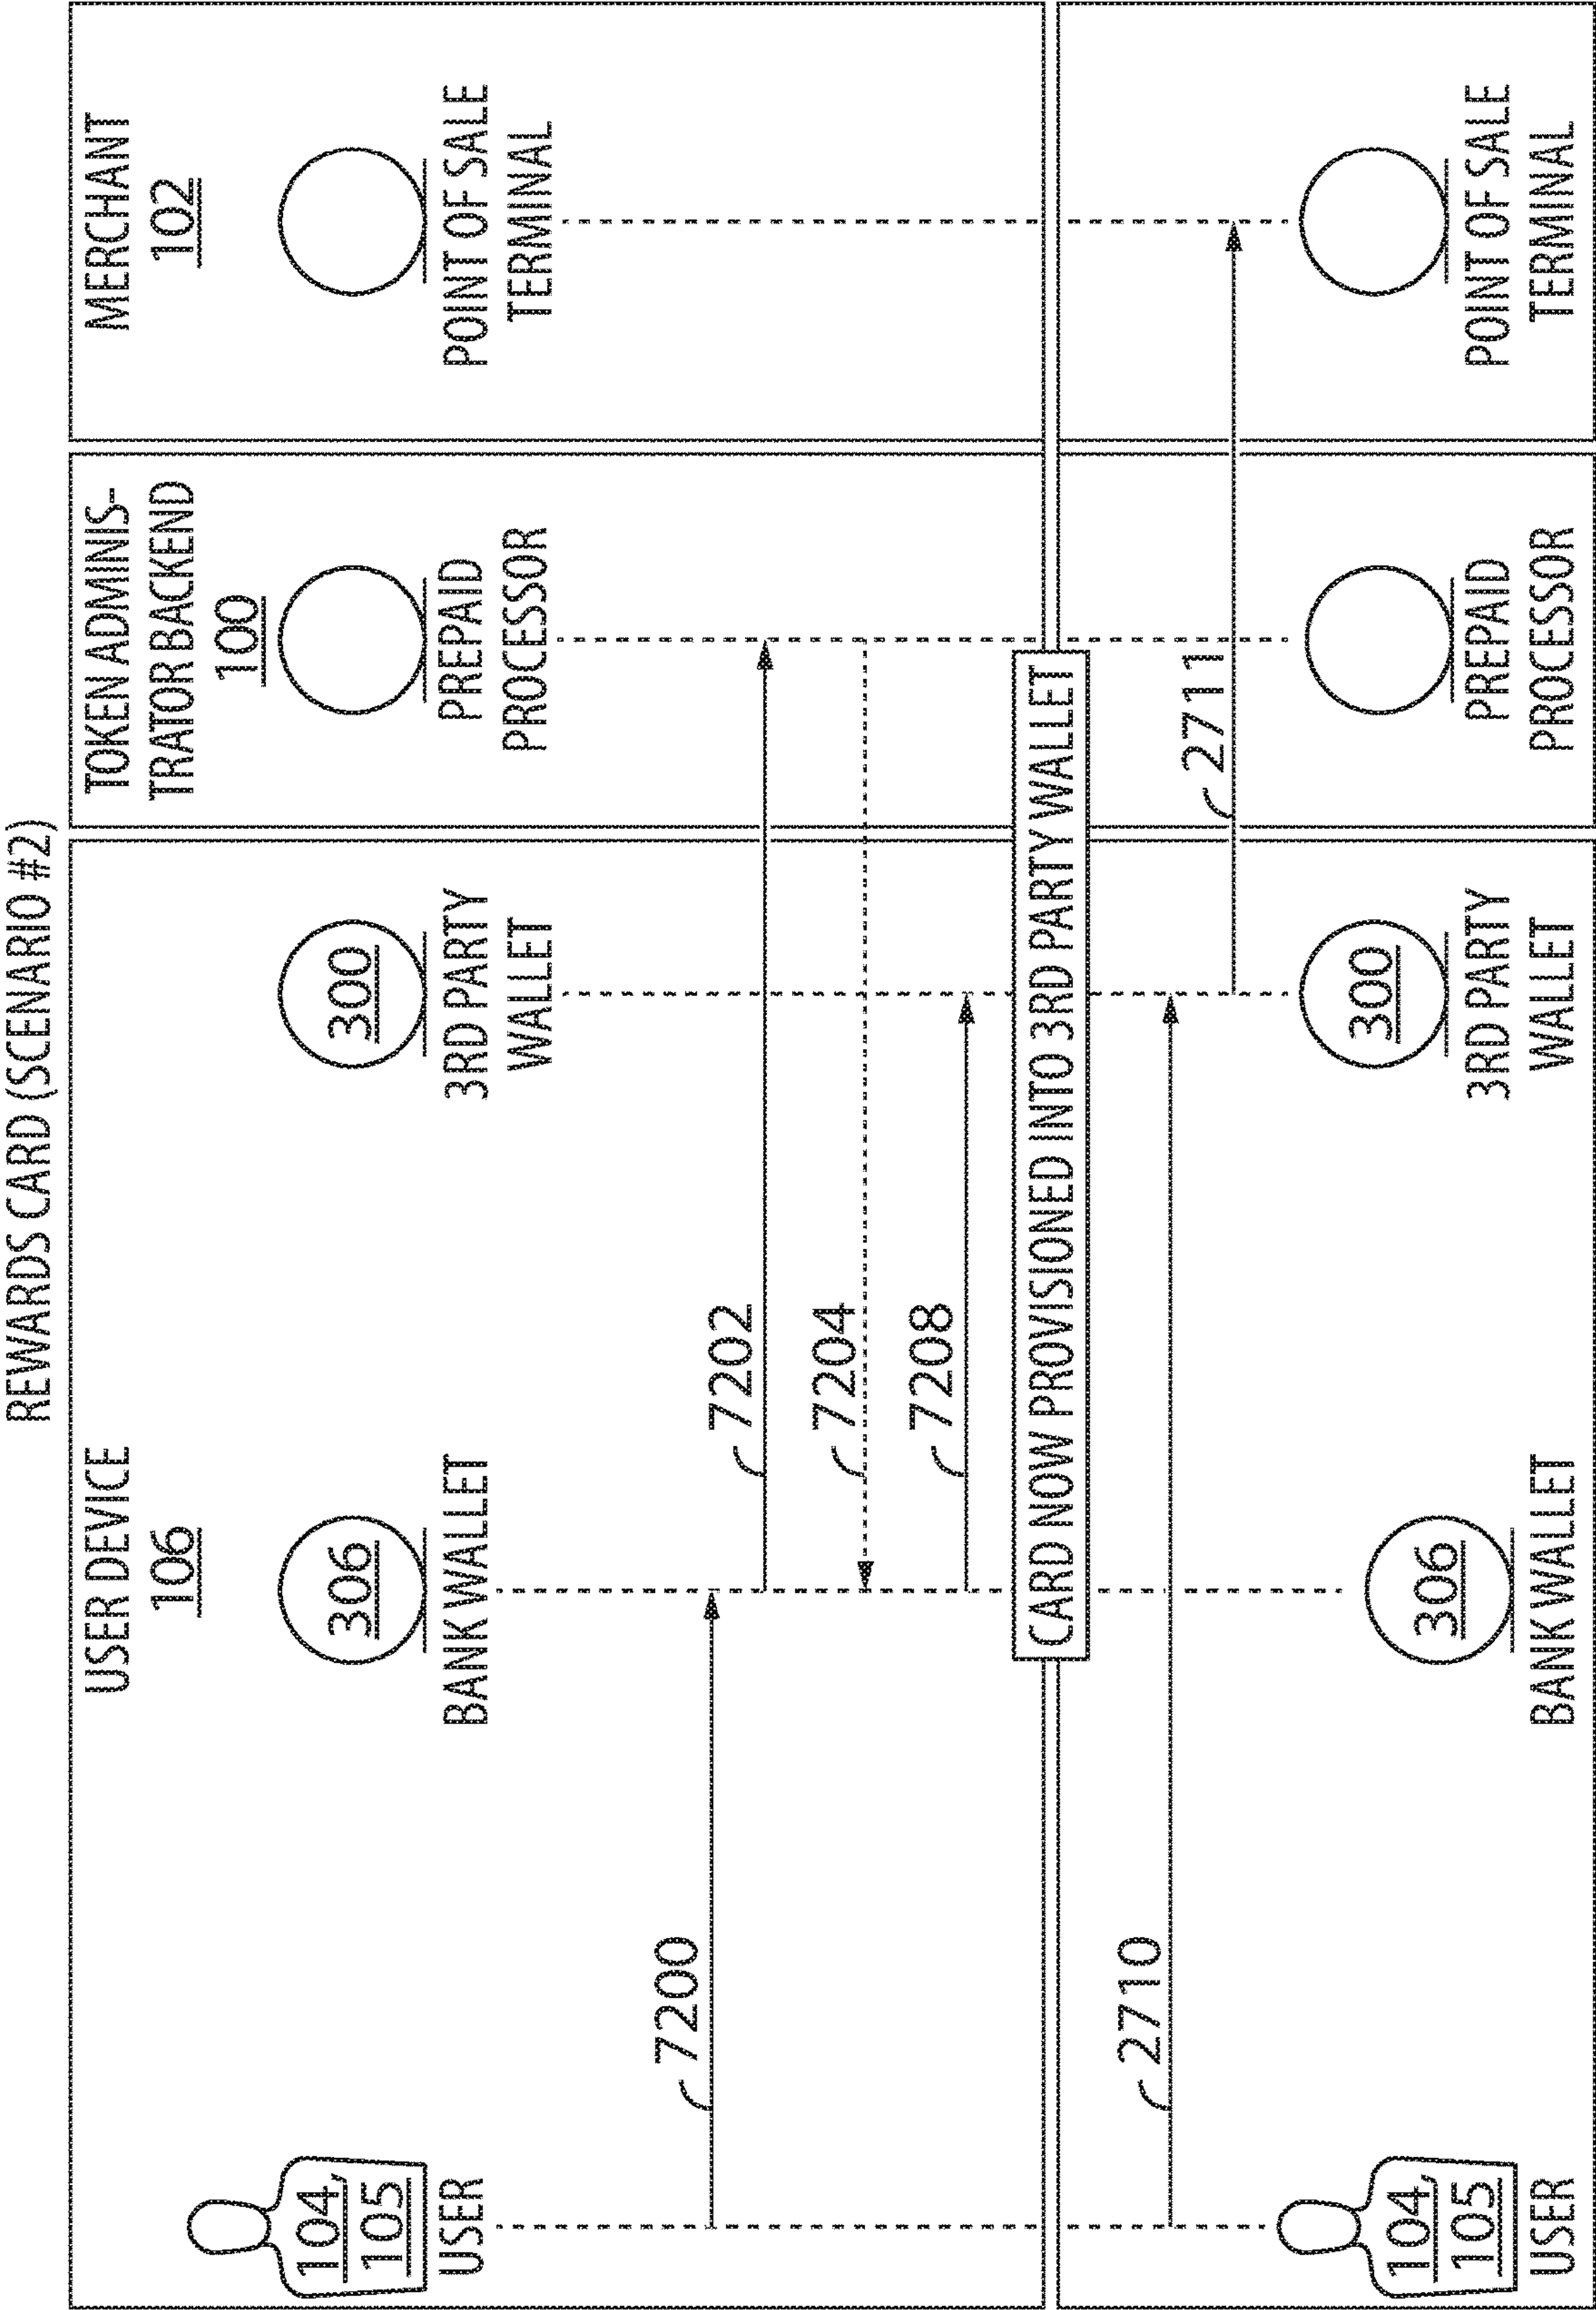 REWARDS CARD (SCENARIO #2)
USER DEVICE
106
TOKEN ADMINIS-
TRATOR BACKEND
100
MERCHANT
102
104,
105
USER
306
BANK WALLET
300
3RD PARTY
WALLET
PREPAID
PROCESSOR
POINT OF SALE
TERMINAL
7200
7202
7204
7208
CARD NOW PROVISIONED INTO 3RD PARTY WALLET
2710
2711
104,
105
USER
306
BANK WALLET
300
3RD PARTY
WALLET
PREPAID
PROCESSOR
POINT OF SALE
TERMINAL